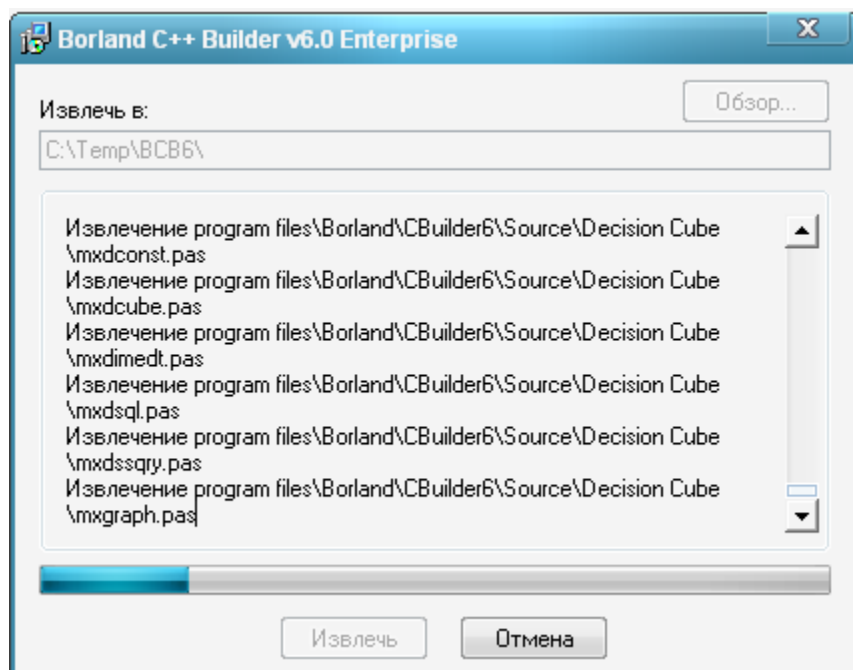 Borland C++ Builder v6.0 Enterprise
Извлечь в:
Обзор...
C:\Temp\BCB6\
Извлечение program files\Borland\CBuilder6\Source\Decision Cube
\mxdconst.pas
Извлечение program files\Borland\CBuilder6\Source\Decision Cube
\mxdcube.pas
Извлечение program files\Borland\CBuilder6\Source\Decision Cube
\mxdimedt.pas
Извлечение program files\Borland\CBuilder6\Source\Decision Cube
\mxdsql.pas
Извлечение program files\Borland\CBuilder6\Source\Decision Cube
\mxdssqry.pas
Извлечение program files\Borland\CBuilder6\Source\Decision Cube
\mxgraph.pas
Извлечь
Отмена